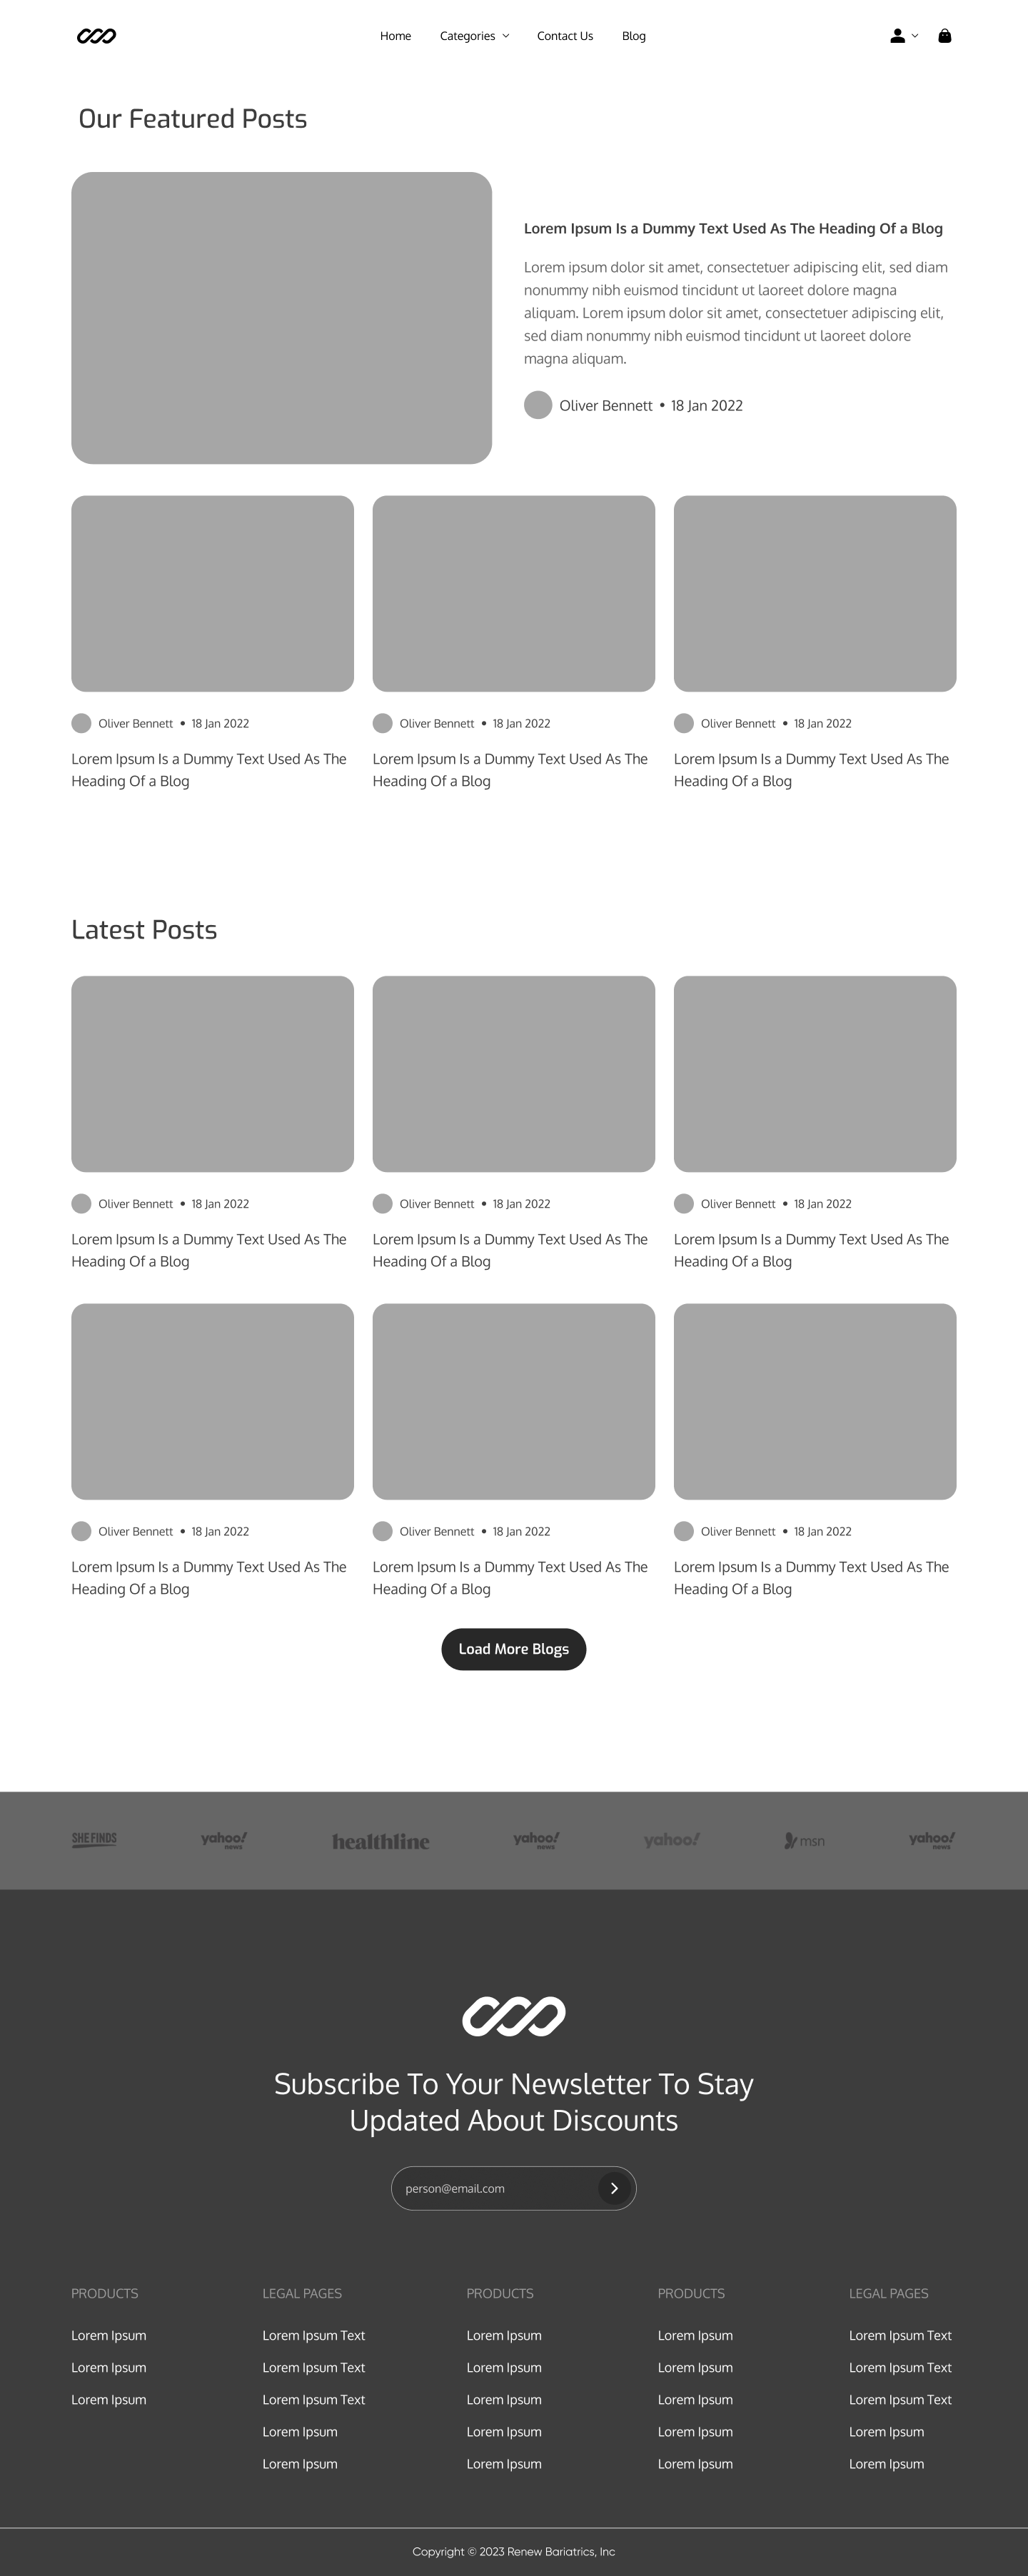 Home Categories Contact Us Blog
Our Featured Posts
Lorem Ipsum Is a Dummy Text Used As The Heading Of a Blog
Lorem ipsum dolor sit amet, consectetuer adipiscing elit, sed diam
nonummy nibh euismod tincidunt ut laoreet dolore magna
aliquam. Lorem ipsum dolor sit amet, consectetuer adipiscing elit,
sed diam nonummy nibh euismod tincidunt ut laoreet dolore
magna aliquam.
Oliver Bennett • 18 Jan 2022
Oliver Bennett • 18 Jan 2022
Lorem Ipsum Is a Dummy Text Used As The
Heading Of a Blog
Oliver Bennett • 18 Jan 2022
Lorem Ipsum Is a Dummy Text Used As The
Heading Of a Blog
Oliver Bennett • 18 Jan 2022
Lorem Ipsum Is a Dummy Text Used As The
Heading Of a Blog
Latest Posts
Oliver Bennett • 18 Jan 2022
Lorem Ipsum Is a Dummy Text Used As The
Heading Of a Blog
Oliver Bennett • 18 Jan 2022
Lorem Ipsum Is a Dummy Text Used As The
Heading Of a Blog
Oliver Bennett • 18 Jan 2022
Lorem Ipsum Is a Dummy Text Used As The
Heading Of a Blog
Oliver Bennett • 18 Jan 2022
Lorem Ipsum Is a Dummy Text Used As The
Heading Of a Blog
Oliver Bennett • 18 Jan 2022
Lorem Ipsum Is a Dummy Text Used As The
Heading Of a Blog
Oliver Bennett • 18 Jan 2022
Lorem Ipsum Is a Dummy Text Used As The
Heading Of a Blog
Load More Blogs
SHEFINDS
yahoo!
news
healthline
yahoo!
news
yahoo!
msn
yahoo!
news
Subscribe To Your Newsletter To Stay
Updated About Discounts
person@email.com
PRODUCTS
Lorem Ipsum
Lorem Ipsum
Lorem Ipsum
LEGAL PAGES
Lorem Ipsum Text
Lorem Ipsum Text
Lorem Ipsum Text
Lorem Ipsum
Lorem Ipsum
PRODUCTS
Lorem Ipsum
Lorem Ipsum
Lorem Ipsum
Lorem Ipsum
Lorem Ipsum
PRODUCTS
Lorem Ipsum
Lorem Ipsum
Lorem Ipsum
Lorem Ipsum
Lorem Ipsum
LEGAL PAGES
Lorem Ipsum Text
Lorem Ipsum Text
Lorem Ipsum Text
Lorem Ipsum
Lorem Ipsum
Copyright © 2023 Renew Bariatrics, Inc